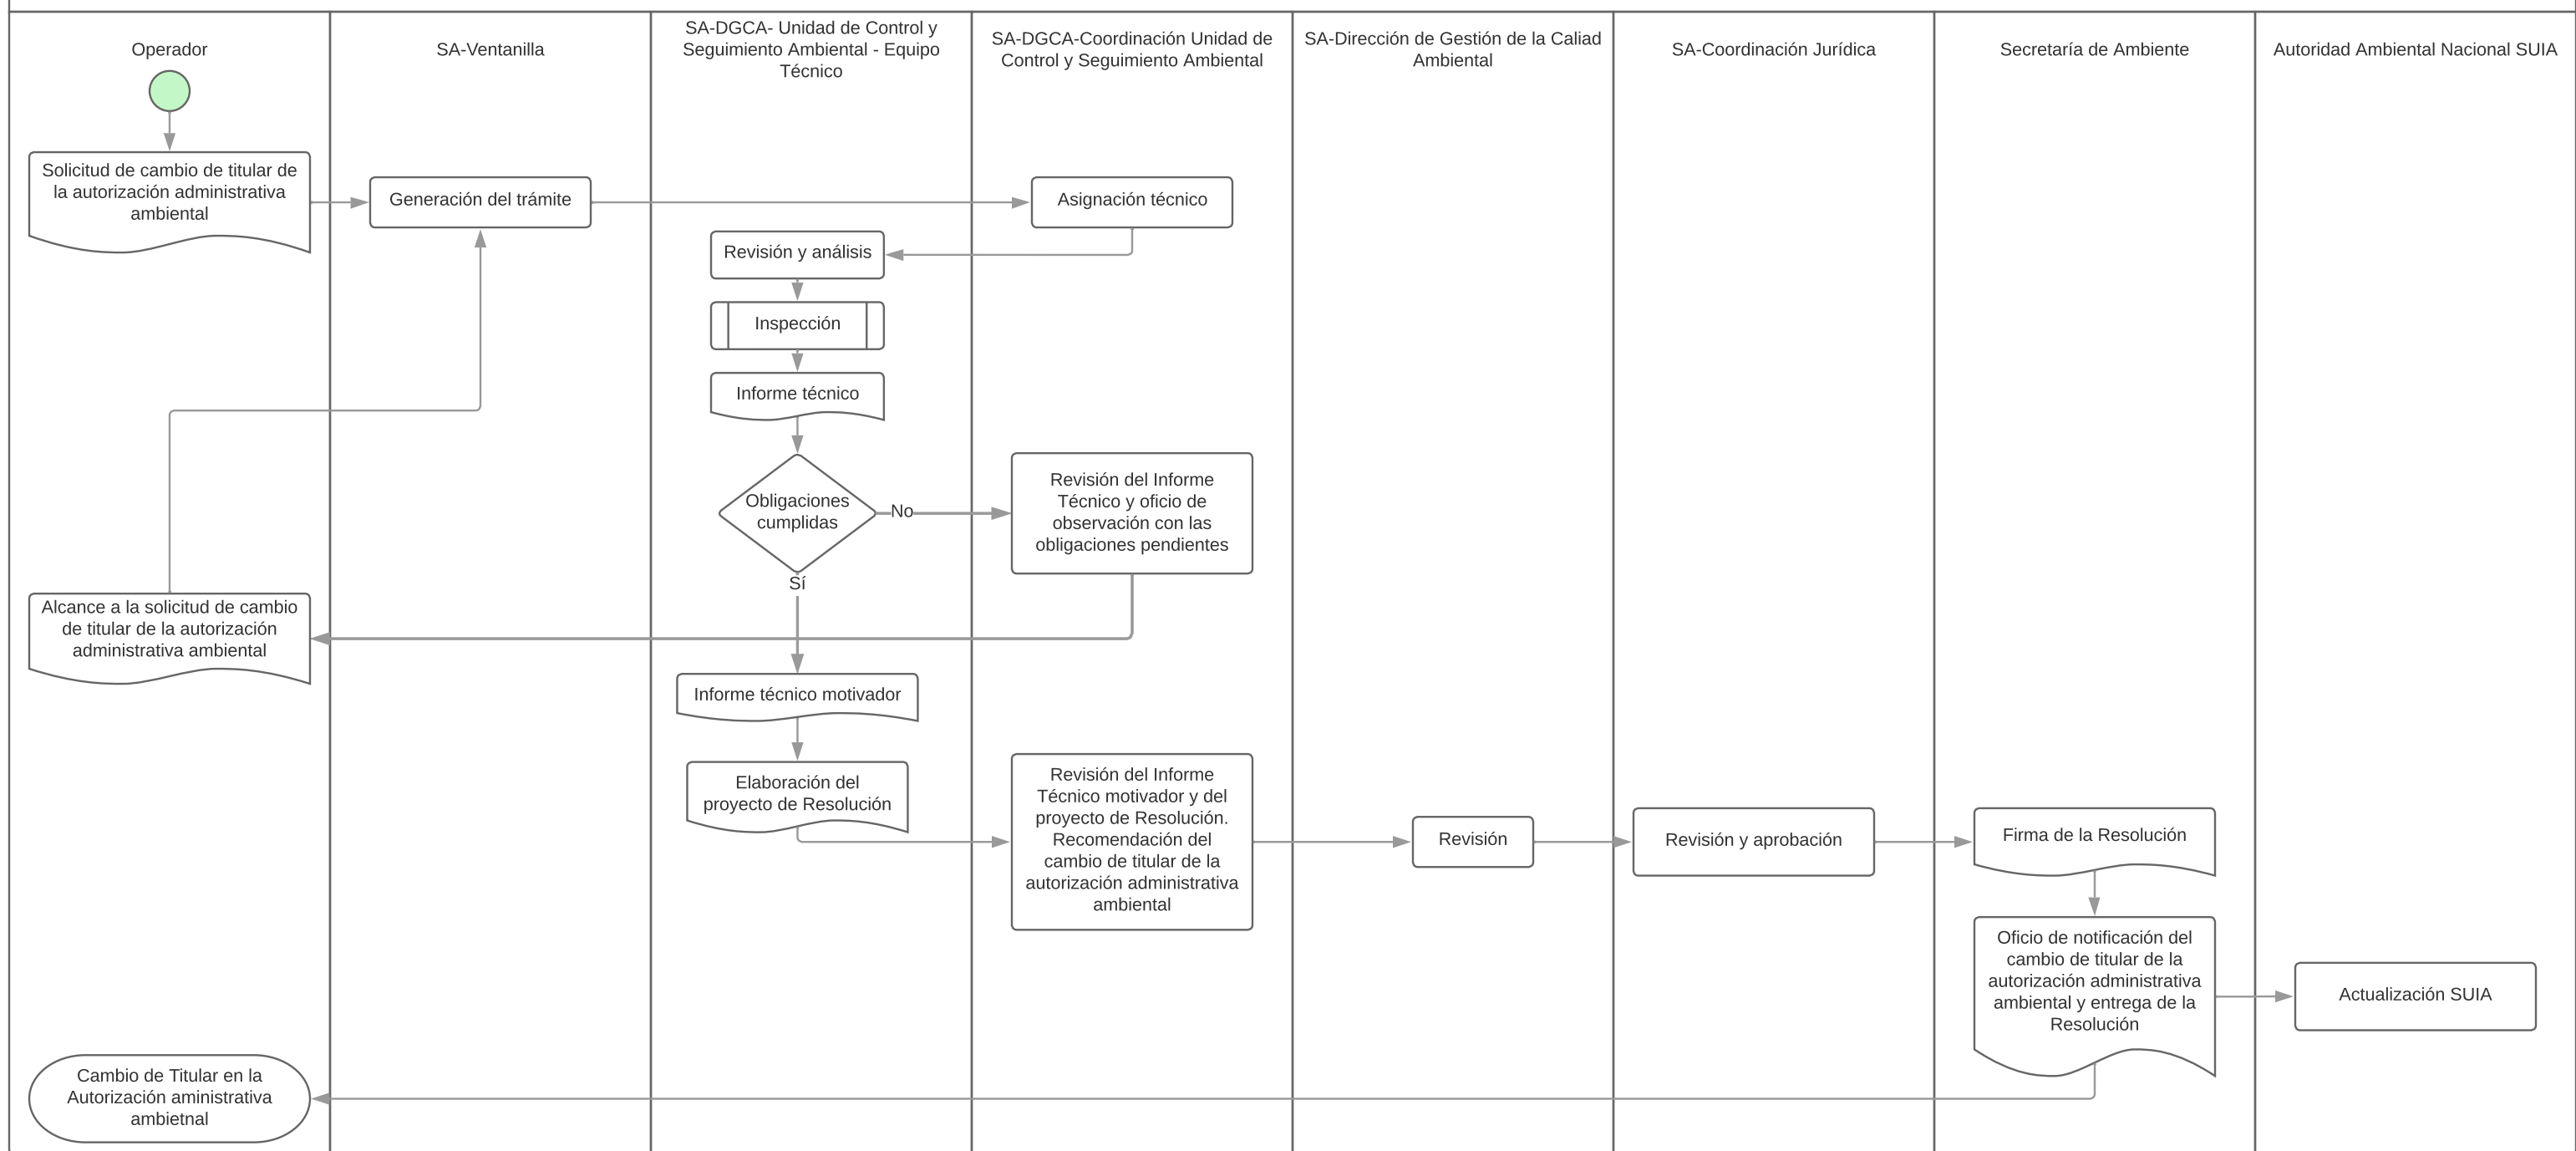 Operador
SA-Ventanilla
SA-DGCA- Unidad de Control y
Seguimiento Ambiental - Equipo
Técnico
SA-DGCA-Coordinación Unidad de
Control y Seguimiento Ambiental
SA-Dirección de Gestión de la Caliad
Ambiental
SA-Coordinación Jurídica
Secretaría de Ambiente
Autoridad Ambiental Nacional SUIA
Solicitud de cambio de titular de
la autorización administrativa
ambiental
Generación del trámite
Asignación técnico
Revisión y análisis
Inspección
Informe técnico
Obligaciones
cumplidas
No
Revisión del Informe
Técnico y oficio de
observación con las
obligaciones pendientes
Sí
Alcance a la solicitud de cambio
de titular de la autorización
administrativa ambiental
Informe técnico motivador
Elaboración del
proyecto de Resolución
Revisión del Informe
Técnico motivador y del
proyecto de Resolución.
Recomendación del
cambio de titular de la
autorización administrativa
ambiental
Revisión
Revisión y aprobación
Firma de la Resolución
Oficio de notificación del
cambio de titular de la
autorización administrativa
ambiental y entrega de la
Resolución
Actualización SUIA
Cambio de Titular en la
Autorización aministrativa
ambietnal